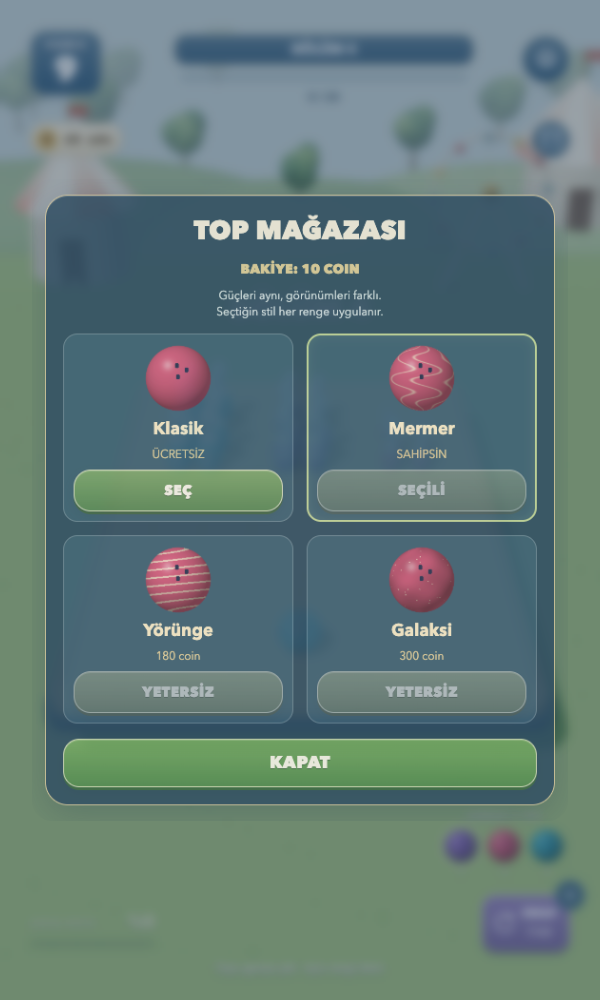 TOP MAĞAZASI
BAKİYE: 10 COIN
Güçleri aynı, görünümleri farklı.
Seçtiğin stil her renge uygulanır.
Klasik
ÜCRETSİZ
SEÇ
Mermer
SAHİPSİN
SEÇİLİ
Yörünge
180 coin
YETERSİZ
Galaksi
300 coin
YETERSİZ
KAPAT